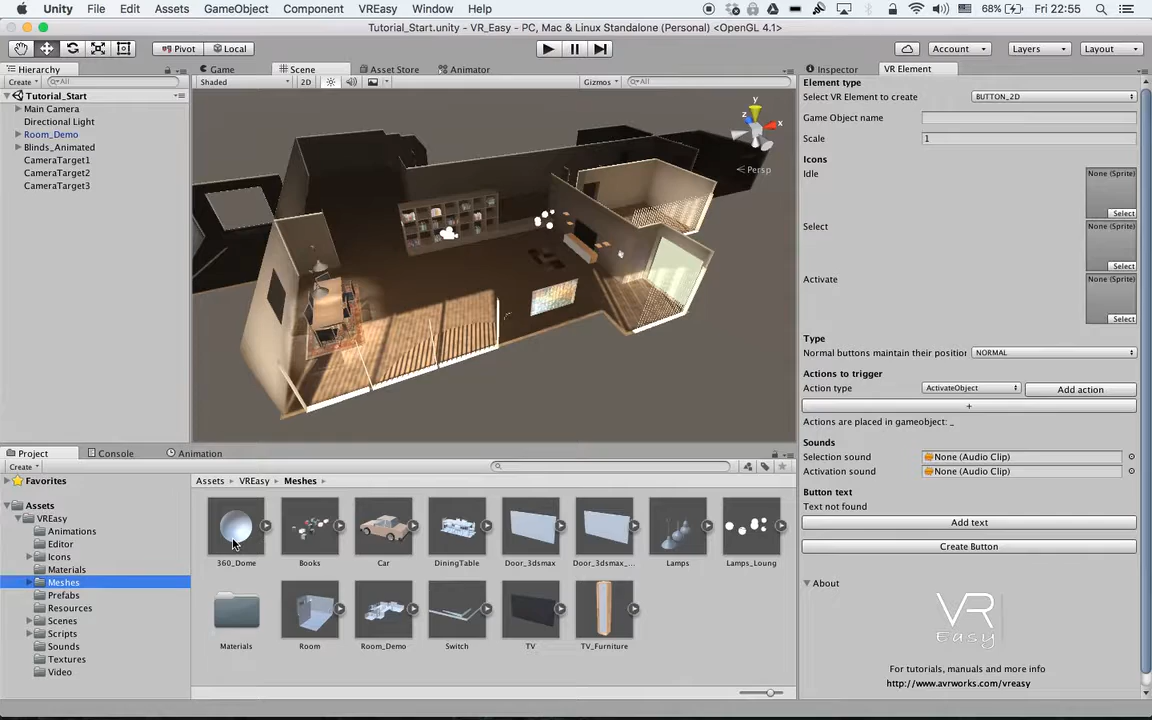 Unity File Edit Assets GameObject Component VREasy Window Help 68% Fri 22:55
Tutorial_Start.unity - VR_Easy - PC, Mac & Linux Standalone (Personal) <OpenGL 4.1>
Pivot Local Account Layers Layout
Hierarchy Game Scene Asset Store Animator Inspector VR Element
Create All Shaded 2D Gizmos All
Tutorial_Start
Main Camera
Directional Light
Room_Demo
Blinds_Animated
CameraTarget1
CameraTarget2
CameraTarget3
y
z x
Persp
Element type
Select VR Element to create BUTTON_2D
Game Object name
Scale 1
Icons
Idle None (Sprite)
Select
Select None (Sprite)
Select
Activate None (Sprite)
Select
Type
Normal buttons maintain their position NORMAL
Actions to trigger
Action type ActivateObject Add action
+
Actions are placed in gameobject: _
Sounds
Selection sound None (Audio Clip)
Activation sound None (Audio Clip)
Button text
Text not found
Add text
Create Button
About
VR
Easy
For tutorials, manuals and more info
http://www.avrworks.com/vreasy
Project Console Animation
Create
Favorites
Assets
VREasy
Animations
Editor
Icons
Materials
Meshes
Prefabs
Resources
Scenes
Scripts
Sounds
Textures
Video
Assets VREasy Meshes
360_Dome Books Car DiningTable Door_3dsmax Door_3dsmax_... Lamps Lamps_Loung
Materials Room Room_Demo Switch TV TV_Furniture